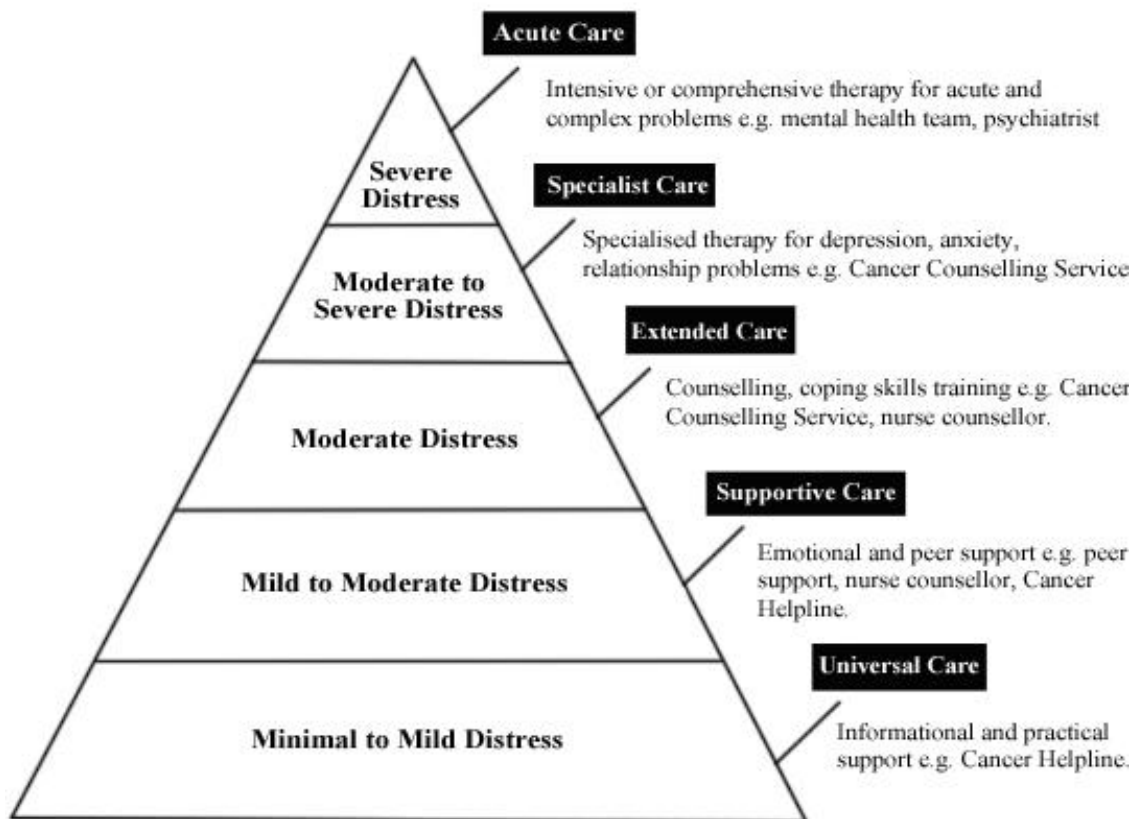 Acute Care
Intensive or comprehensive therapy for acute and
complex problems e.g. mental health team, psychiatrist
Severe
Distress
Specialist Care
Specialised therapy for depression, anxiety,
relationship problems e.g. Cancer Counselling Service
Moderate to
Severe Distress
Extended Care
Counselling, coping skills training e.g. Cancer
Counselling Service, nurse counsellor.
Moderate Distress
Supportive Care
Emotional and peer support e.g. peer
support, nurse counsellor, Cancer
Helpline.
Mild to Moderate Distress
Universal Care
Informational and practical
support e.g. Cancer Helpline.
Minimal to Mild Distress